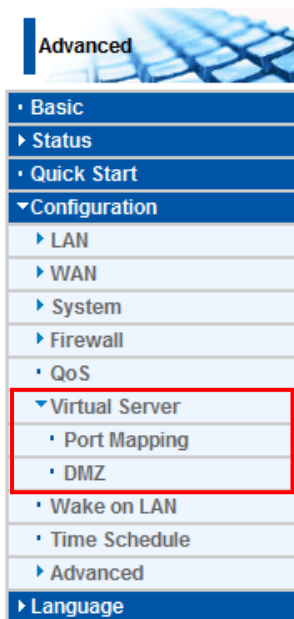 Advanced
Basic
Status
Quick Start
Configuration
LAN
WAN
System
Firewall
QoS
Virtual Server
Port Mapping
DMZ
Wake on LAN
Time Schedule
Advanced
Language